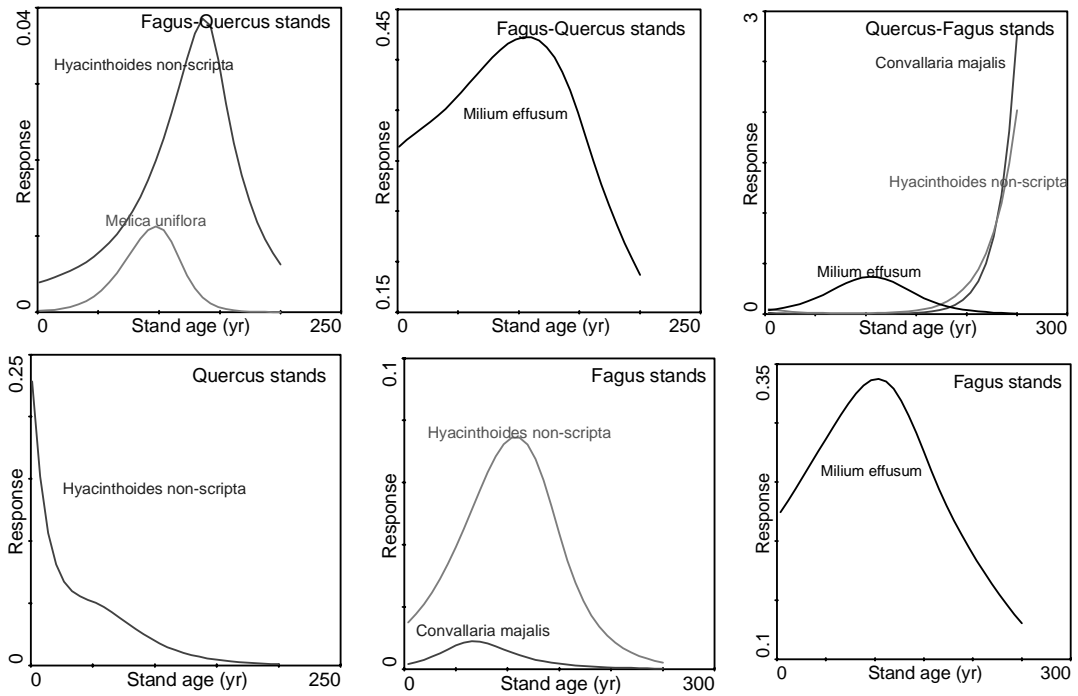 0.04
Fagus-Quercus stands
Hyacinthoides non-scripta
Response
Melica uniflora
0
0
Stand age (yr)
250
0.45
Fagus-Quercus stands
Milium effusum
Response
0.15
0
Stand age (yr)
250
3
Quercus-Fagus stands
Convallaria majalis
Response
Hyacinthoides non-scripta
Milium effusum
0
0
Stand age (yr)
300
0.25
Quercus stands
Hyacinthoides non-scripta
Response
0
0
Stand age (yr)
250
0.1
Fagus stands
Hyacinthoides non-scripta
Response
Convallaria majalis
0
0
Stand age (yr)
300
0.35
Fagus stands
Milium effusum
Response
0.1
0
Stand age (yr)
300